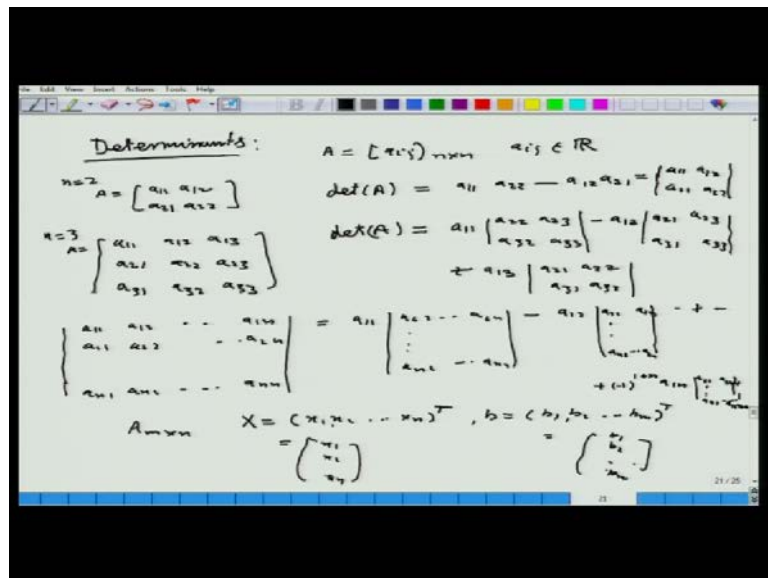 File Edit View Insert Actions Tools Help
Determinants : A = [aij] n×n aij ∈ ℝ
n=2 A = [a11 a12 a21 a22] det(A) = a11 a22 − a12 a21 = |a11 a12 a21 a22|
n=3 A = [a11 a12 a13 a21 a22 a23 a31 a32 a33] det(A) = a11 |a22 a23 a32 a33| − a12 |a21 a23 a31 a33|
+ a13 |a21 a22 a31 a32|
|a11 a12 ·· a1n a21 a22 ·· a2n an1 an2 --- ann| = a11 |a22 ··· a2n : an2 -- ann| − a12 | | - + -
+ (-1)^1+n a1n
Am×n X = (x1, x2 ··· xn)^T , b = (b1, b2 ··· bm)^T
= (x1 x2 xn) = (b1 b2 : bm)
21 / 25
21